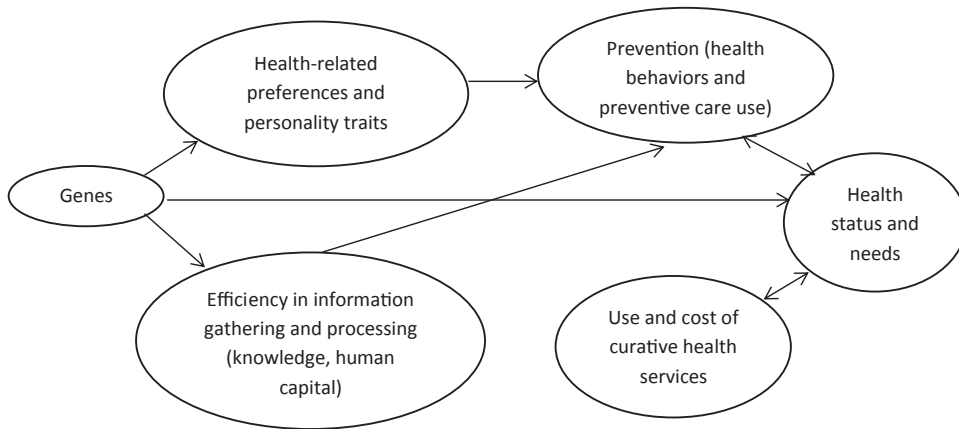 Health-related
preferences and
personality traits
Prevention (health
behaviors and
preventive care use)
Genes
Health
status and
needs
Efficiency in information
gathering and processing
(knowledge, human
capital)
Use and cost of
curative health
services